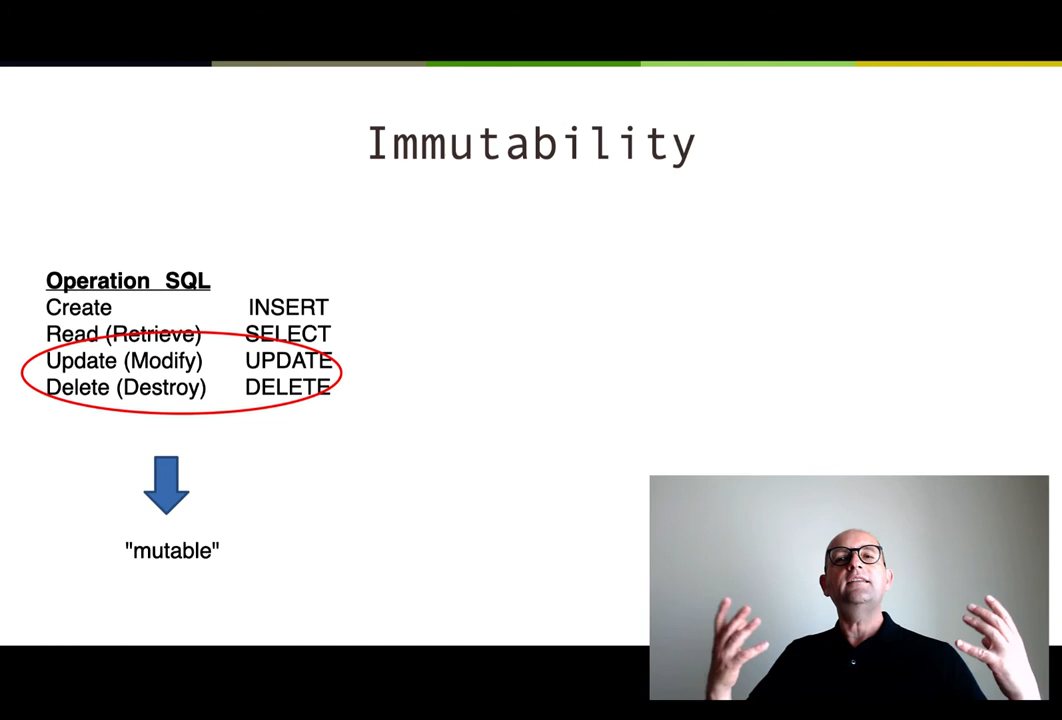 Immutability
Operation SQL
Create INSERT
Read (Retrieve) SELECT
Update (Modify) UPDATE
Delete (Destroy) DELETE
"mutable"